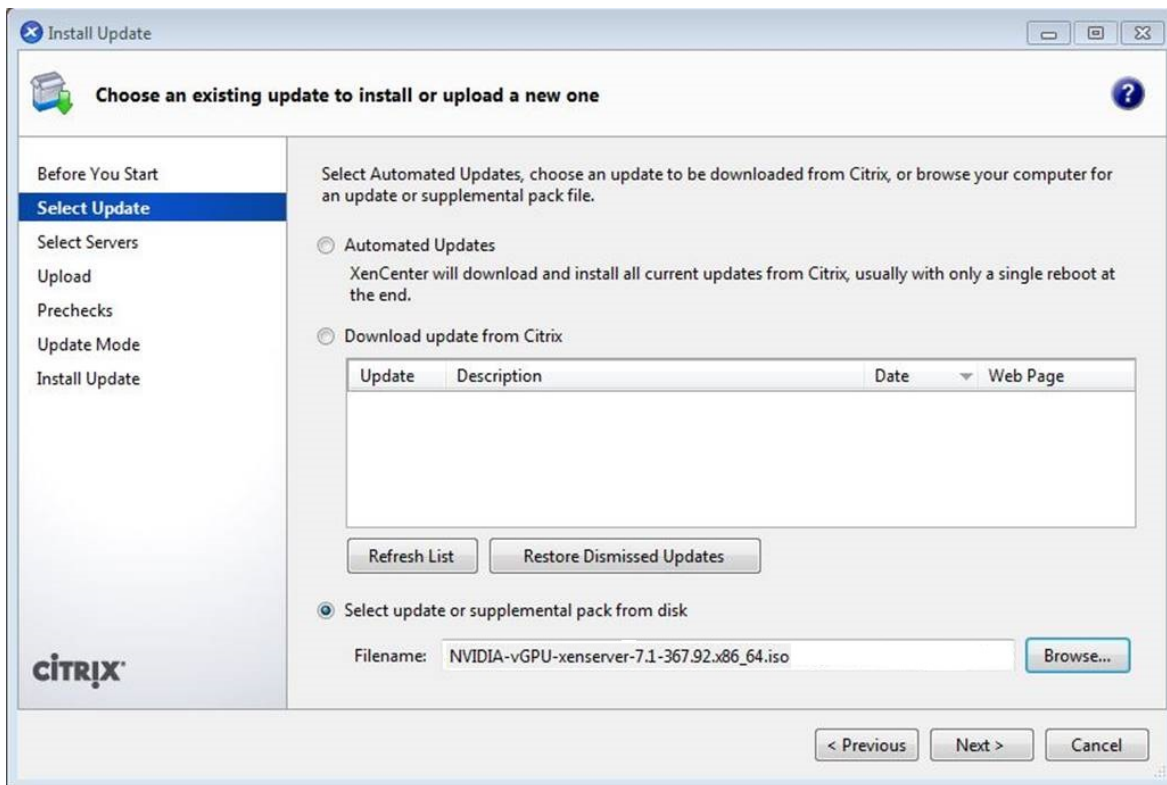 Install Update
Choose an existing update to install or upload a new one
?
Before You Start
Select Update
Select Servers
Upload
Prechecks
Update Mode
Install Update
CİTRIX
Select Automated Updates, choose an update to be downloaded from Citrix, or browse your computer for
an update or supplemental pack file.
Automated Updates
XenCenter will download and install all current updates from Citrix, usually with only a single reboot at
the end.
Download update from Citrix
Update Description Date Web Page
Refresh List Restore Dismissed Updates
Select update or supplemental pack from disk
Filename: NVIDIA-vGPU-xenserver-7.1-367.92.x86_64.iso Browse...
< Previous Next > Cancel